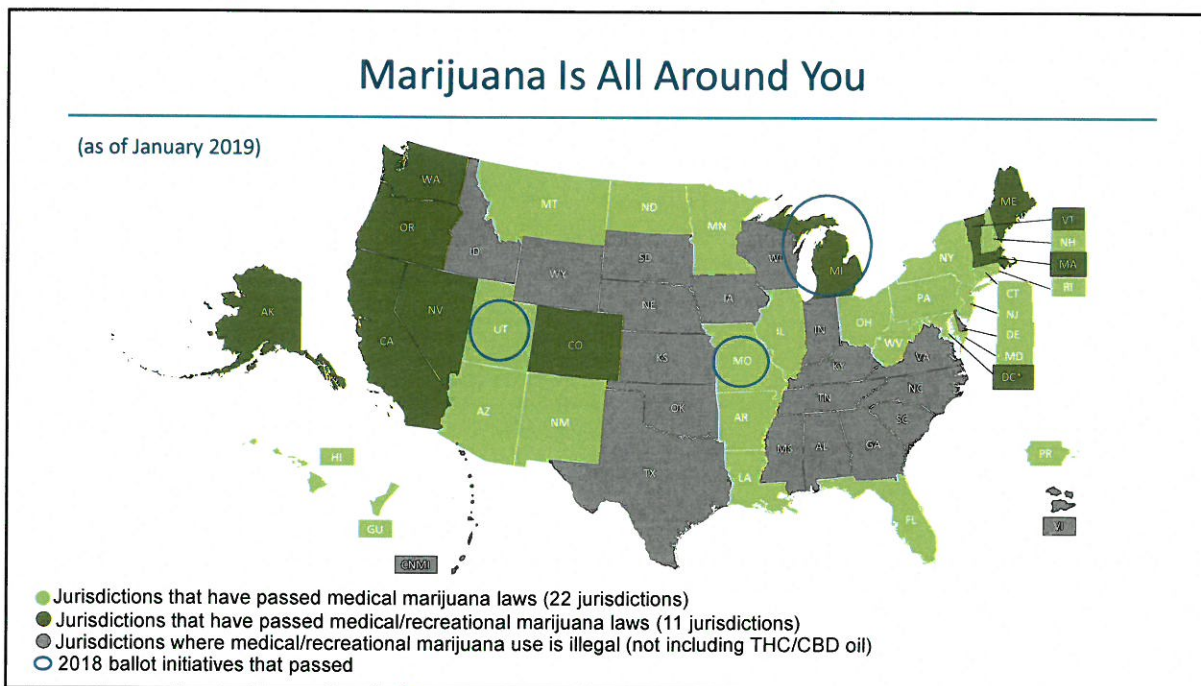 Marijuana Is All Around You
(as of January 2019)
WA
OR
CA
NV
AK
ID
MT
WY
UT
CO
AZ
NM
ND
SD
NE
KS
OK
TX
MN
IA
MO
AR
LA
WI
IL
MI
IN
OH
KY
TN
MS
AL
GA
FL
SC
NC
VA
WV
PA
NY
ME
VT
NH
MA
RI
CT
NJ
DE
MD
DC*
HI
GU
CNMI
PR
VI
Jurisdictions that have passed medical marijuana laws (22 jurisdictions)
Jurisdictions that have passed medical/recreational marijuana laws (11 jurisdictions)
Jurisdictions where medical/recreational marijuana use is illegal (not including THC/CBD oil)
2018 ballot initiatives that passed